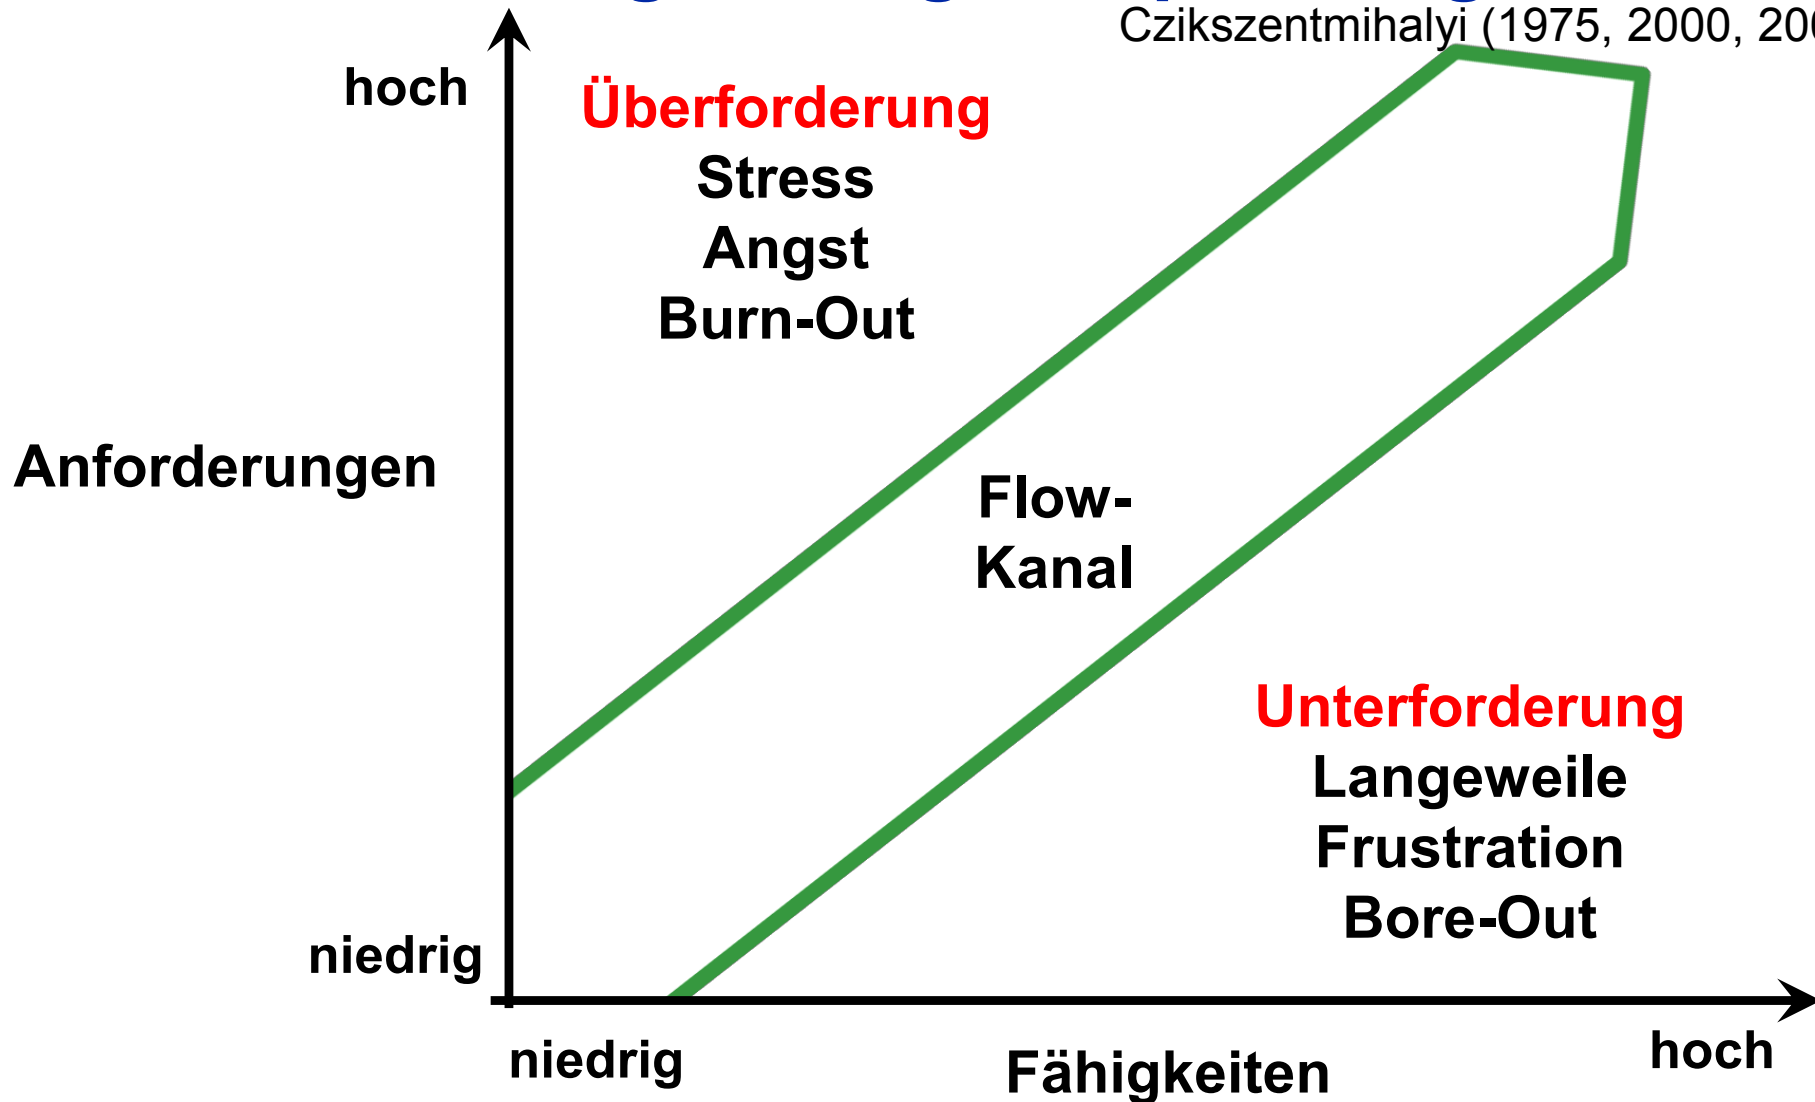 Czikszentmihalyi (1975, 2000,
hoch
Überforderung
Stress
Angst
Burn-Out
Anforderungen
Flow-
Kanal
Unterforderung
Langeweile
Frustration
Bore-Out
niedrig
niedrig
Fähigkeiten
hoch